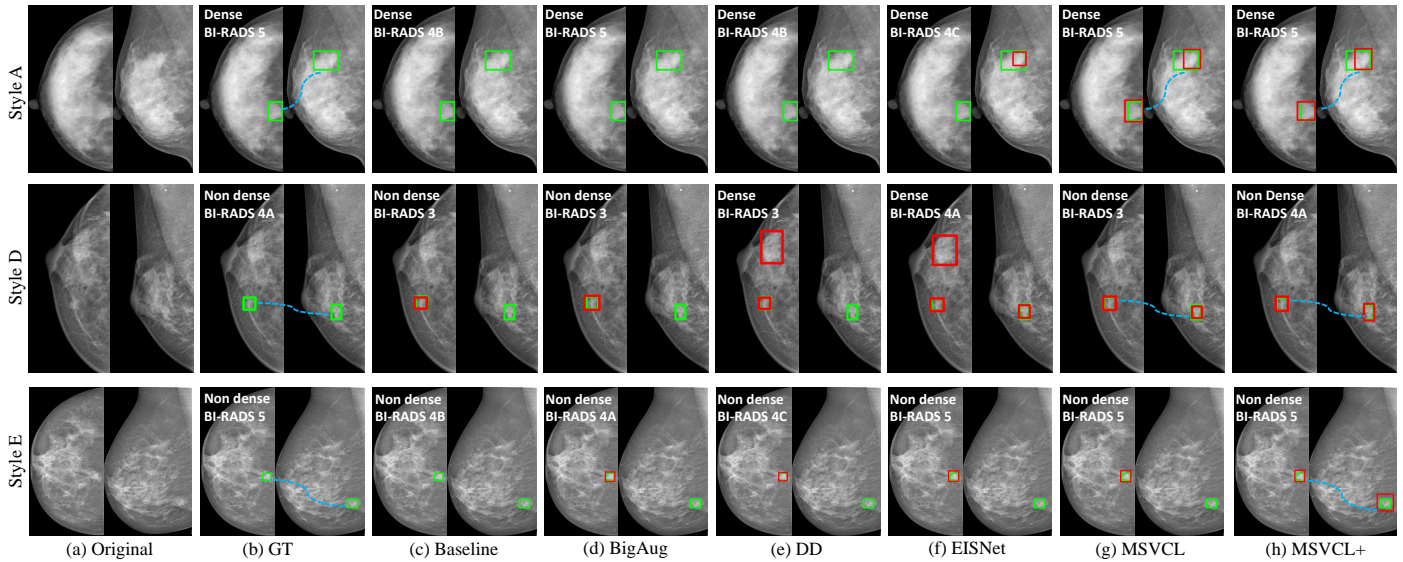 Style A
Dense
BI-RADS 5
Dense
BI-RADS 4B
Dense
BI-RADS 5
Dense
BI-RADS 4B
Dense
BI-RADS 4C
Dense
BI-RADS 5
Dense
BI-RADS 5
Style D
Non dense
BI-RADS 4A
Non dense
BI-RADS 3
Non dense
BI-RADS 3
Dense
BI-RADS 3
Dense
BI-RADS 4A
Non dense
BI-RADS 3
Non Dense
BI-RADS 4A
Style E
Non dense
BI-RADS 5
Non dense
BI-RADS 4B
Non dense
BI-RADS 4A
Non dense
BI-RADS 4C
Non dense
BI-RADS 5
Non dense
BI-RADS 5
Non dense
BI-RADS 5
(a) Original
(b) GT
(c) Baseline
(d) BigAug
(e) DD
(f) EISNet
(g) MSVCL
(h) MSVCL+